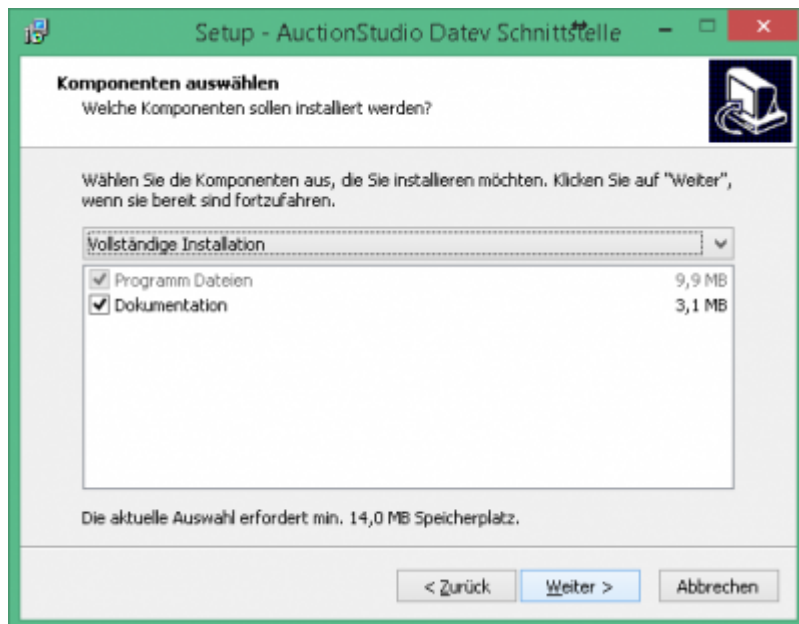 Setup - AuctionStudio Datev Schnittstelle
Komponenten auswählen
Welche Komponenten sollen installiert werden?
Wählen Sie die Komponenten aus, die Sie installieren möchten. Klicken Sie auf "Weiter",
wenn sie bereit sind fortzufahren.
Vollständige Installation
Programm Dateien 9,9 MB
Dokumentation 3,1 MB
Die aktuelle Auswahl erfordert min. 14,0 MB Speicherplatz.
< Zurück Weiter > Abbrechen